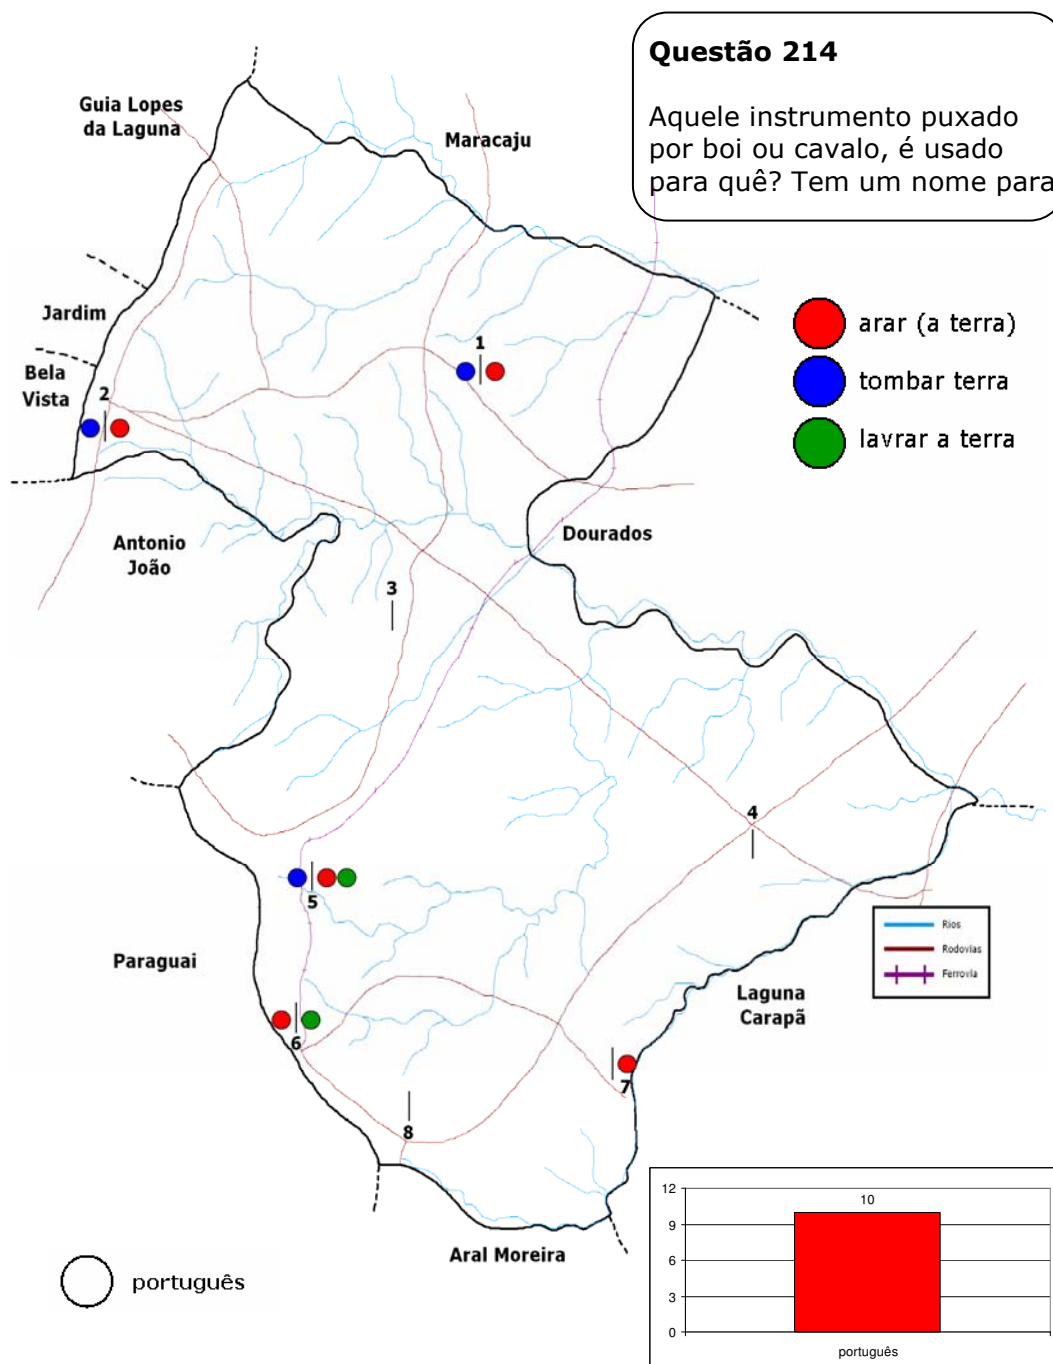 Questão 214
Aquele instrumento puxado
por boi ou cavalo, é usado
para quê? Tem um nome para
Guia Lopes
da Laguna
Maracaju
Jardim
Bela
Vista
1
2
arar (a terra)
tombar terra
lavrar a terra
Antonio
João
Dourados
3
4
5
Paraguai
Rios
Rodovias
Ferrovia
Laguna
Carapã
6
7
8
Aral Moreira
português
12
9
6
3
0
10
português